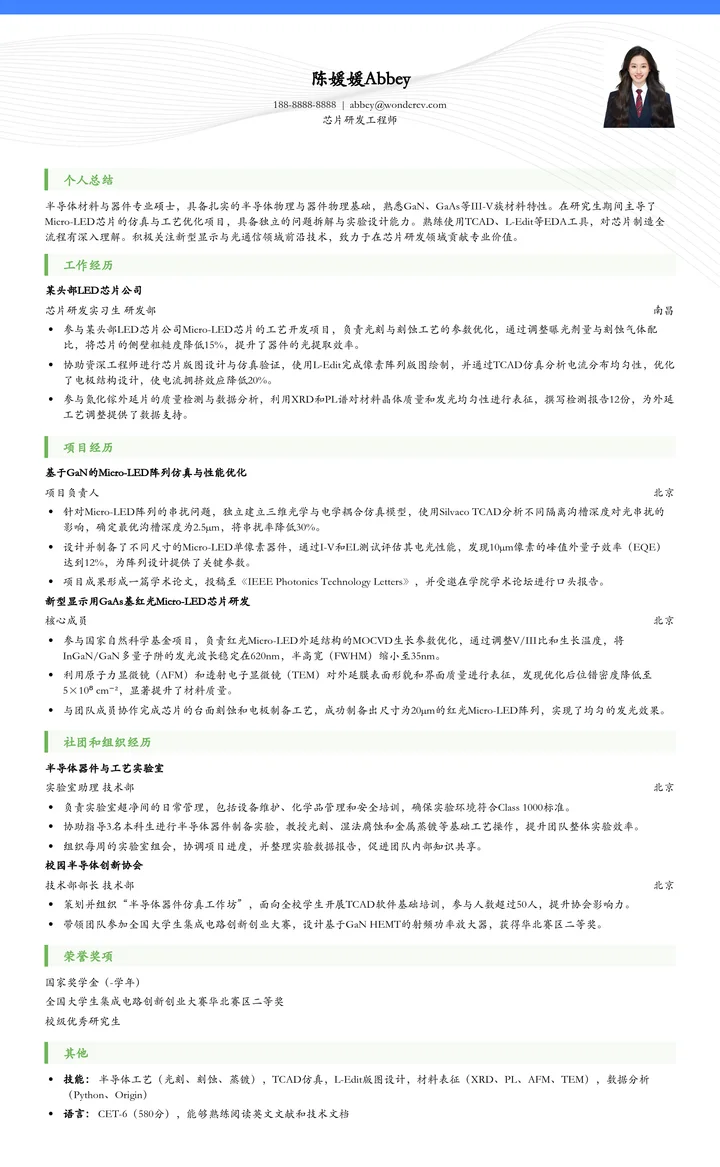 陈媛媛Abbey
188-8888-8888 | abbey@wondercv.com
芯片研发工程师
个人总结
半导体材料与器件专业硕士，具备扎实的半导体物理与器件物理基础，熟悉GaN、GaAs等III-V族材料特性。在研究生期间主导了
Micro-LED芯片的仿真与工艺优化项目，具备独立的问题拆解与实验设计能力。熟练使用TCAD、L-Edit等EDA工具，对芯片制造全
流程有深入理解。积极关注新型显示与光通信领域前沿技术，致力于在芯片研发领域贡献专业价值。
工作经历
某头部LED芯片公司
芯片研发实习生 研发部 南昌
• 参与某头部LED芯片公司Micro-LED芯片的工艺开发项目，负责光刻与刻蚀工艺的参数优化，通过调整曝光剂量与刻蚀气体配
比，将芯片的侧壁粗糙度降低15%，提升了器件的光提取效率。
• 协助资深工程师进行芯片版图设计与仿真验证，使用L-Edit完成像素阵列版图绘制，并通过TCAD仿真分析电流分布均匀性，优化
了电极结构设计，使电流拥挤效应降低20%。
• 参与氮化镓外延片的质量检测与数据分析，利用XRD和PL谱对材料晶体质量和发光均匀性进行表征，撰写检测报告12份，为外延
工艺调整提供了数据支持。
项目经历
基于GaN的Micro-LED阵列仿真与性能优化
项目负责人 北京
• 针对Micro-LED阵列的串扰问题，独立建立三维光学与电学耦合仿真模型，使用Silvaco TCAD分析不同隔离沟槽深度对光串扰的
影响，确定最优沟槽深度为2.5μm，将串扰率降低30%。
• 设计并制备了不同尺寸的Micro-LED单像素器件，通过I-V和EL测试评估其电光性能，发现10μm像素的峰值外量子效率（EQE）
达到12%，为阵列设计提供了关键参数。
• 项目成果形成一篇学术论文，投稿至《IEEE Photonics Technology Letters》，并受邀在学院学术论坛进行口头报告。
新型显示用GaAs基红光Micro-LED芯片研发
核心成员 北京
• 参与国家自然科学基金项目，负责红光Micro-LED外延结构的MOCVD生长参数优化，通过调整V/III比和生长温度，将
InGaN/GaN多量子阱的发光波长稳定在620nm，半高宽（FWHM）缩小至35nm。
• 利用原子力显微镜（AFM）和透射电子显微镜（TEM）对外延膜表面形貌和界面质量进行表征，发现优化后位错密度降低至
5×10⁸ cm⁻²，显著提升了材料质量。
• 与团队成员协作完成芯片的台面刻蚀和电极制备工艺，成功制备出尺寸为20μm的红光Micro-LED阵列，实现了均匀的发光效果。
社团和组织经历
半导体器件与工艺实验室
实验室助理 技术部 北京
• 负责实验室超净间的日常管理，包括设备维护、化学品管理和安全培训，确保实验环境符合Class 1000标准。
• 协助指导3名本科生进行半导体器件制备实验，教授光刻、湿法腐蚀和金属蒸镀等基础工艺操作，提升团队整体实验效率。
• 组织每周的实验室组会，协调项目进度，并整理实验数据报告，促进团队内部知识共享。
校园半导体创新协会
技术部部长 技术部 北京
• 策划并组织“半导体器件仿真工作坊”，面向全校学生开展TCAD软件基础培训，参与人数超过50人，提升协会影响力。
• 带领团队参加全国大学生集成电路创新创业大赛，设计基于GaN HEMT的射频功率放大器，获得华北赛区二等奖。
荣誉奖项
国家奖学金（-学年）
全国大学生集成电路创新创业大赛华北赛区二等奖
校级优秀研究生
其他
• 技能： 半导体工艺（光刻、刻蚀、蒸镀），TCAD仿真，L-Edit版图设计，材料表征（XRD、PL、AFM、TEM），数据分析
（Python、Origin）
• 语言： CET-6（580分），能够熟练阅读英文文献和技术文档